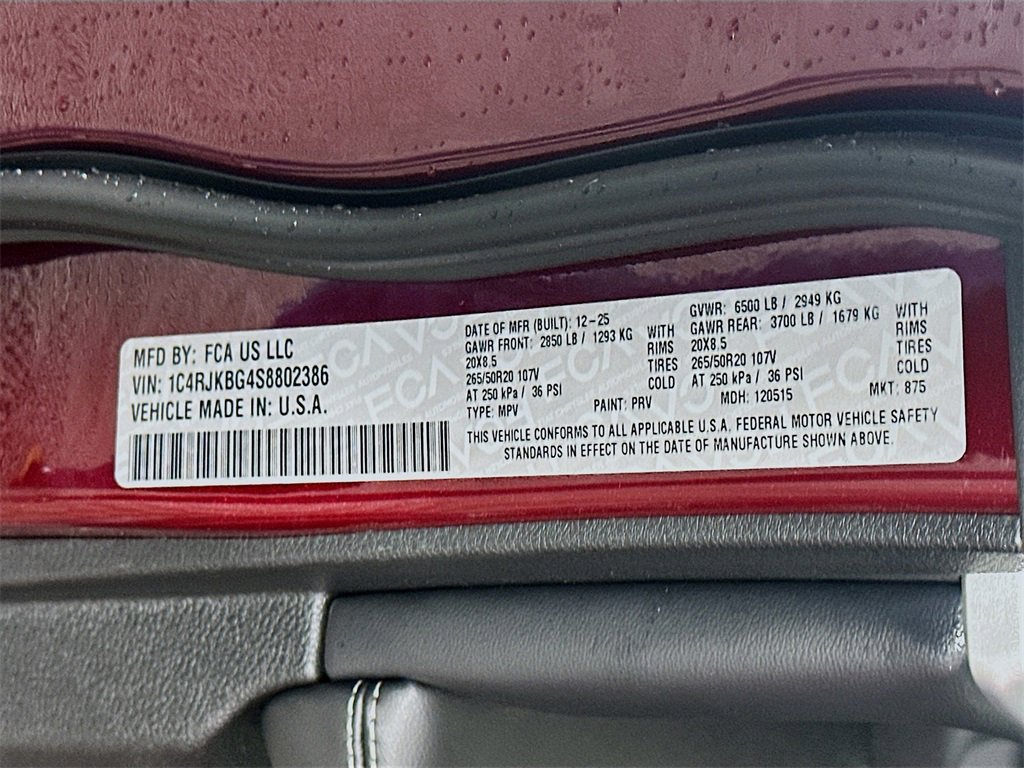 MFD BY: FCA US LLC
VIN: 1C4RJKBG4S8802386
VEHICLE MADE IN: U.S.A.
DATE OF MFR (BUILT): 12-25
GAWR FRONT: 2850 LB / 1293 KG WITH
20X8.5 RIMS
265/50R20 107V TIRES
AT 250 kPa / 36 PSI COLD
TYPE: MPV PAINT: PRV
GVWR: 6500 LB / 2949 KG
GAWR REAR: 3700 LB / 1679 KG WITH
20X8.5 RIMS
265/50R20 107V TIRES
AT 250 kPa / 36 PSI COLD
MDH: 120515 MKT: 875
THIS VEHICLE CONFORMS TO ALL APPLICABLE U.S.A. FEDERAL MOTOR VEHICLE SAFETY
STANDARDS IN EFFECT ON THE DATE OF MANUFACTURE SHOWN ABOVE.